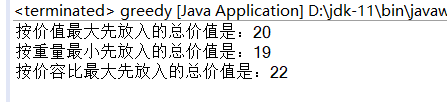 <terminated> greedy [Java Application] D:\jdk-11\bin\javaw
按价值最大先放入的总价值是：20
按重量最小先放入的总价值是：19
按价容比最大先放入的总价值是：22